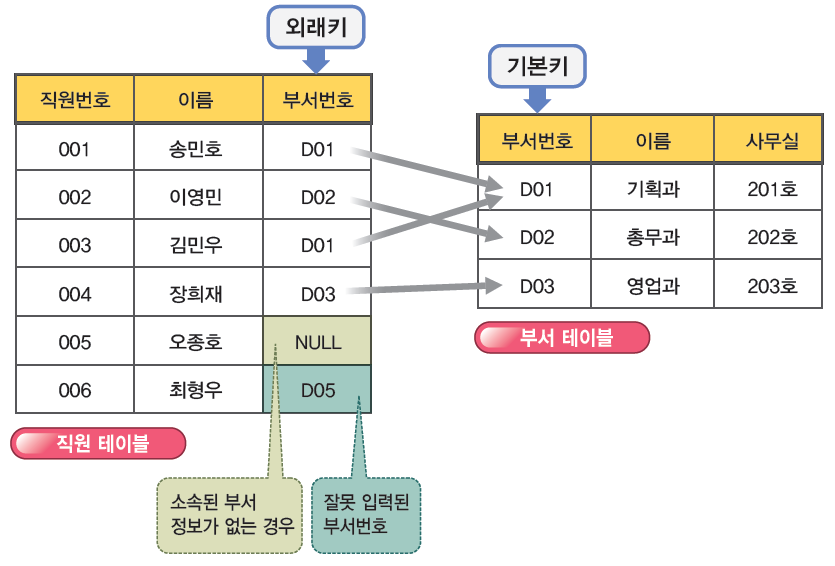 외래키
기본키
직원번호 이름 부서번호
001 송민호 D01
002 이영민 D02
003 김민우 D01
004 장희재 D03
005 오종호 NULL
006 최형우 D05
직원 테이블
부서번호 이름 사무실
D01 기획과 201호
D02 총무과 202호
D03 영업과 203호
부서 테이블
소속된 부서
정보가 없는 경우
잘못 입력된
부서번호